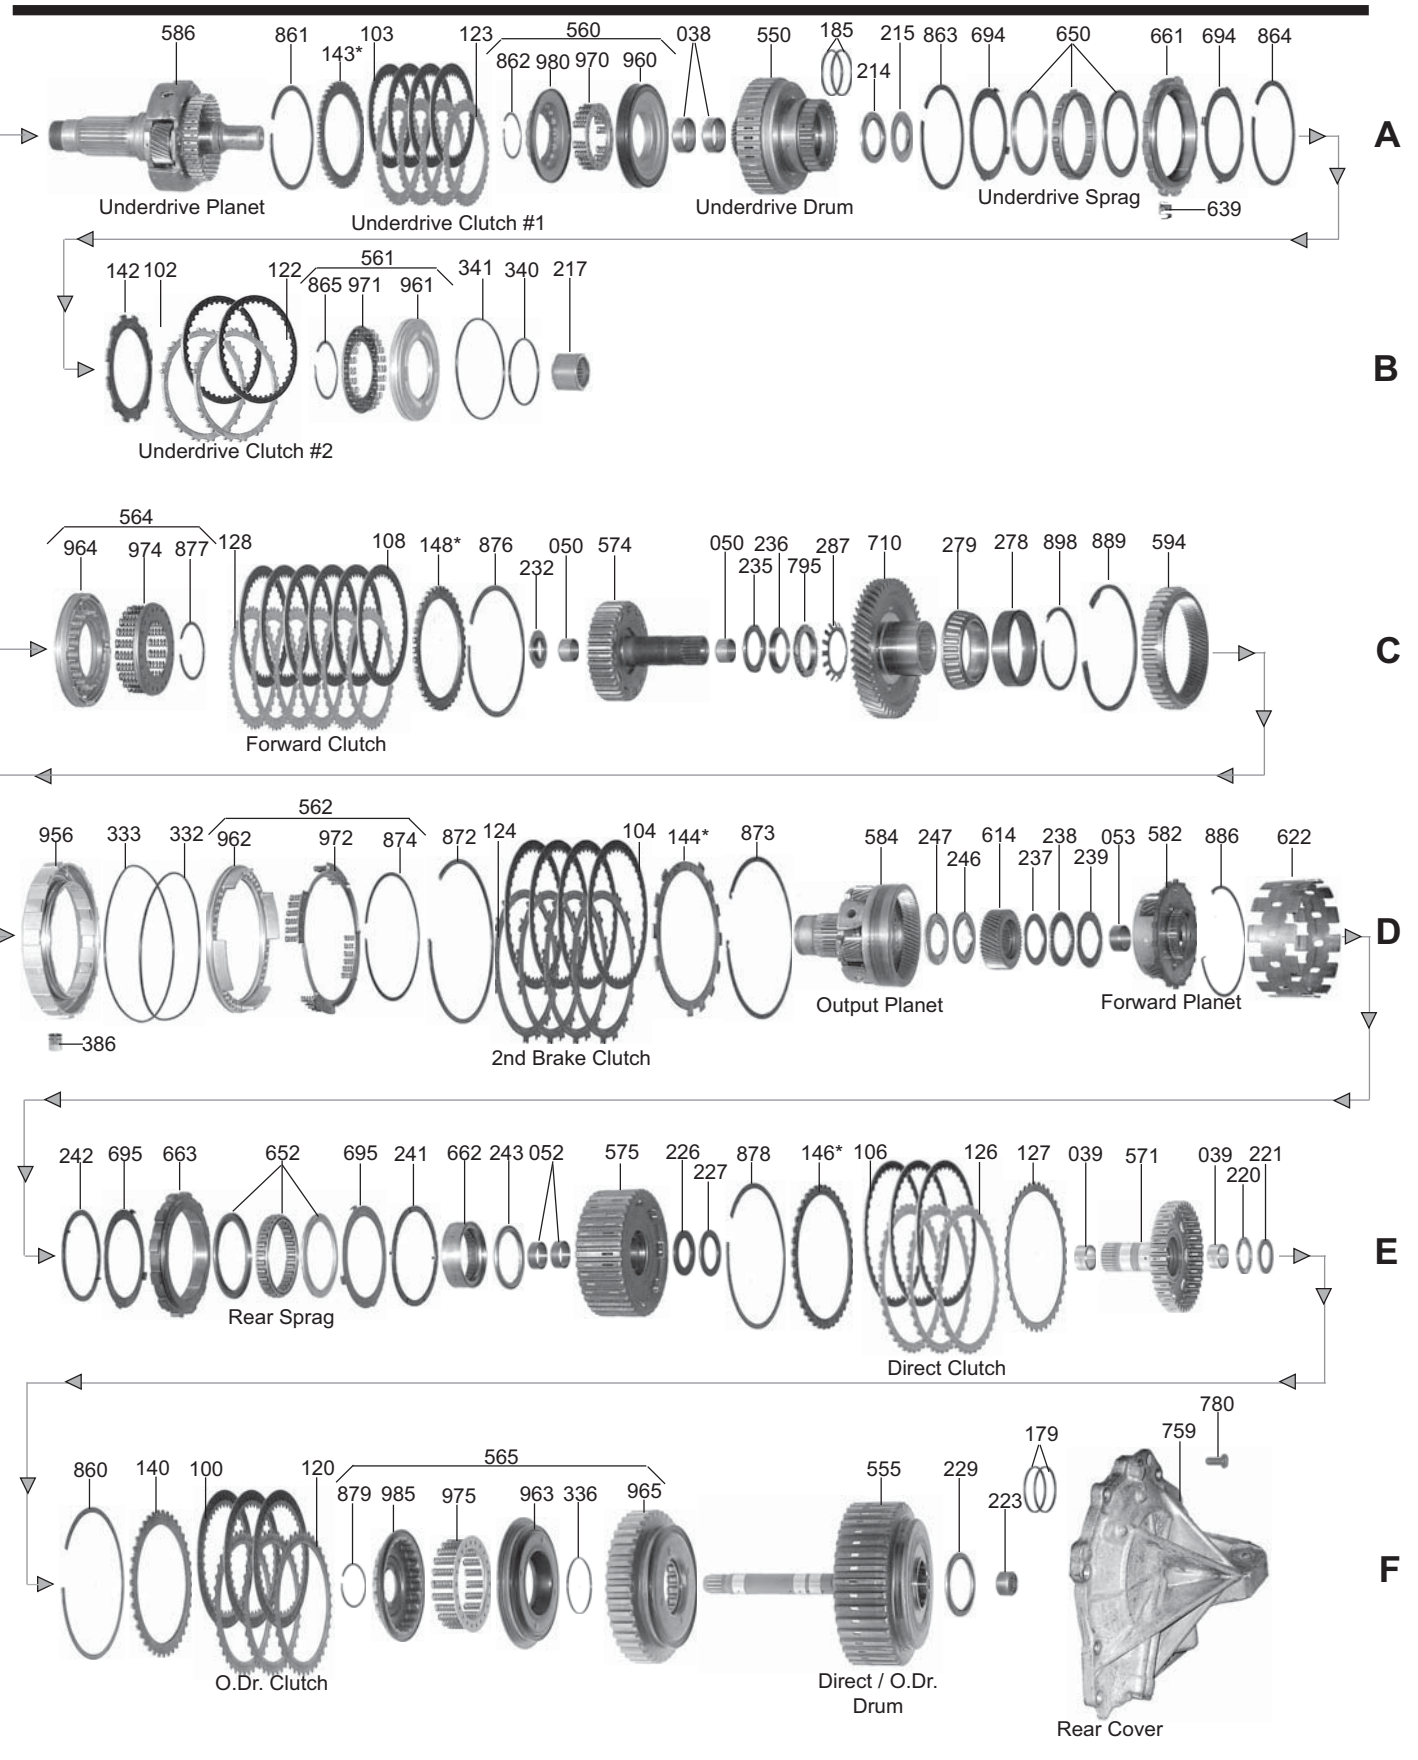 586 861 143* 103 123 560 038 550 185 215 863 694 650 661 694 864
862 980 970 960 214
A
Underdrive Planet Underdrive Clutch #1 Underdrive Drum Underdrive Sprag 639
142 102 122 561 341 340 217
865 971 961
B
Underdrive Clutch #2
564
964 974 877 128 108 148* 876 232 050 574 050 235 236 795 287 710 279 278 898 889 594
C
Forward Clutch
562
956 333 332 962 972 874 872 124 104 144* 873 584 247 246 614 237 238 239 053 582 886 622
D
Output Planet Forward Planet
386 2nd Brake Clutch
242 695 663 652 695 241 662 243 052 575 226 227 878 146* 106 126 127 039 571 039 220 221
E
Rear Sprag
Direct Clutch
780
179 759
565
860 140 100 120 879 985 975 963 336 965 555 229 223
F
O.Dr. Clutch Direct / O.Dr.
Drum
Rear Cover